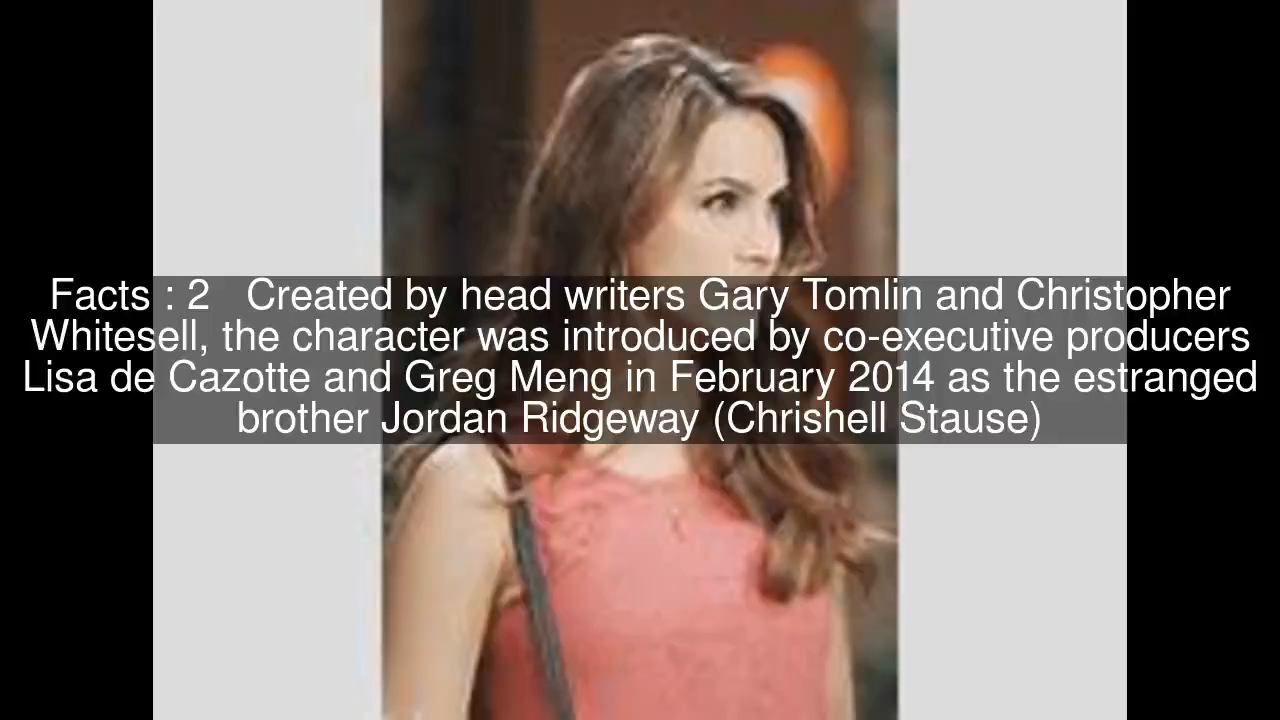 Facts : 2   Created by head writers Gary Tomlin and Christopher
Whitesell, the character was introduced by co-executive producers
Lisa de Cazotte and Greg Meng in February 2014 as the estranged
brother Jordan Ridgeway (Chrishell Stause)